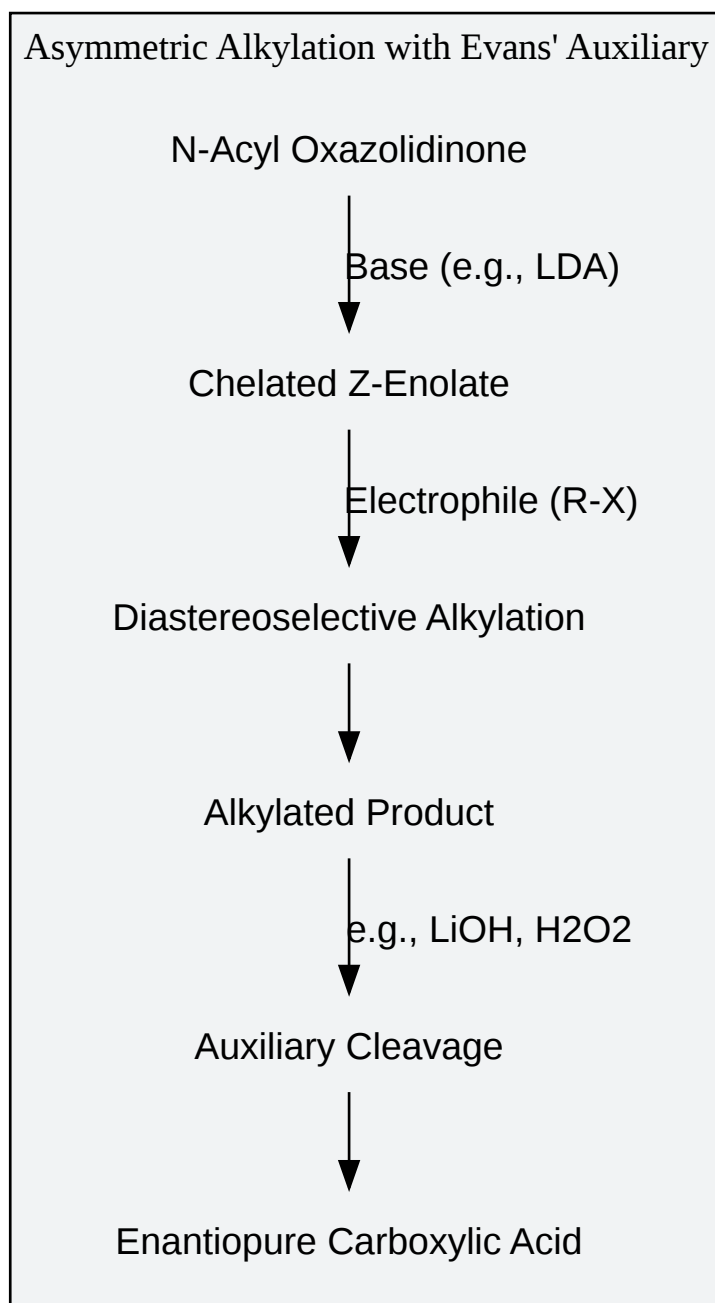 Asymmetric Alkylation with Evans' Auxiliary
N-Acyl Oxazolidinone
Base (e.g., LDA)
Chelated Z-Enolate
Electrophile (R-X)
Diastereoselective Alkylation
Alkylated Product
e.g., LiOH, H2O2
Auxiliary Cleavage
Enantiopure Carboxylic Acid